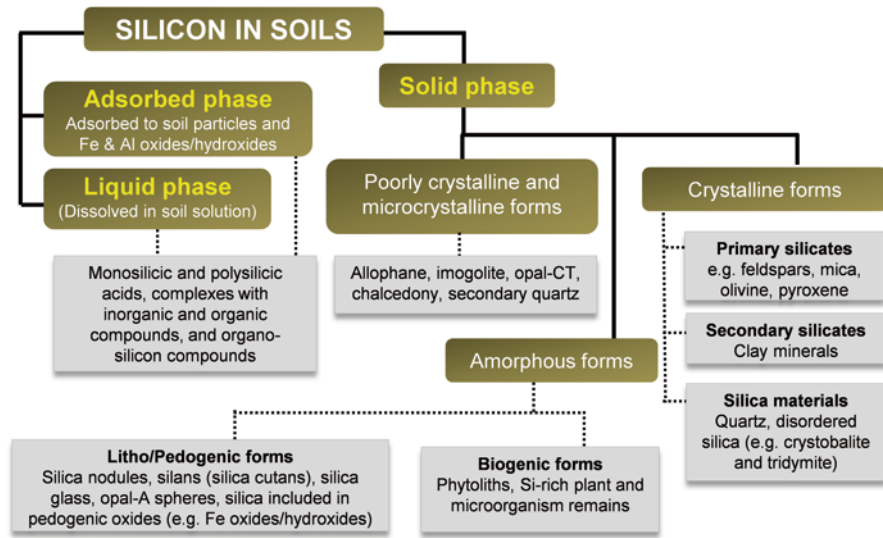 SILICON IN SOILS
Adsorbed phase
Adsorbed to soil particles and
Fe & Al oxides/hydroxides
Liquid phase
(Dissolved in soil solution)
Monosilicic and polysilicic
acids, complexes with
inorganic and organic
compounds, and organo-
silicon compounds
Solid phase
Poorly crystalline and
microcrystalline forms
Allophane, imogolite, opal-CT,
chalcedony, secondary quartz
Amorphous forms
Litho/Pedogenic forms
Silica nodules, silans (silica cutans), silica
glass, opal-A spheres, silica included in
pedogenic oxides (e.g. Fe oxides/hydroxides)
Biogenic forms
Phytoliths, Si-rich plant and
microorganism remains
Crystalline forms
Primary silicates
e.g. feldspars, mica,
olivine, pyroxene
Secondary silicates
Clay minerals
Silica materials
Quartz, disordered
silica (e.g. crystobalite
and tridymite)